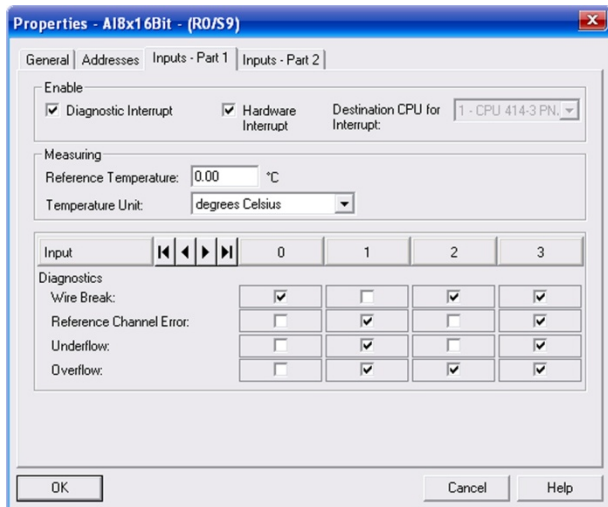 Properties - AI8x16Bit - (R0/S9)
General Addresses Inputs - Part 1 Inputs - Part 2
Enable
Diagnostic Interrupt Hardware Interrupt Destination CPU for Interrupt: 1 - CPU 414-3 PN,
Measuring
Reference Temperature: 0.00 °C
Temperature Unit: degrees Celsius
Input 0 1 2 3
Diagnostics
Wire Break:
Reference Channel Error:
Underflow:
Overflow:
OK Cancel Help